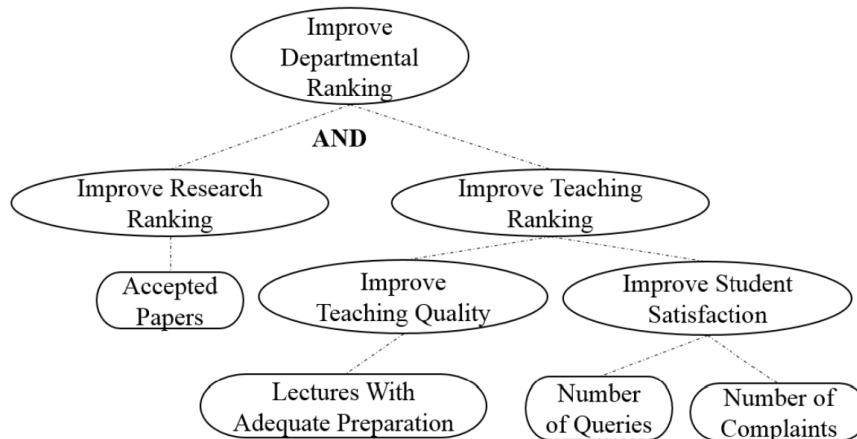 Improve
Departmental
Ranking
AND
Improve Research
Ranking
Improve Teaching
Ranking
Accepted
Papers
Improve
Teaching Quality
Improve Student
Satisfaction
Lectures With
Adequate Preparation
Number
of Queries
Number of
Complaints